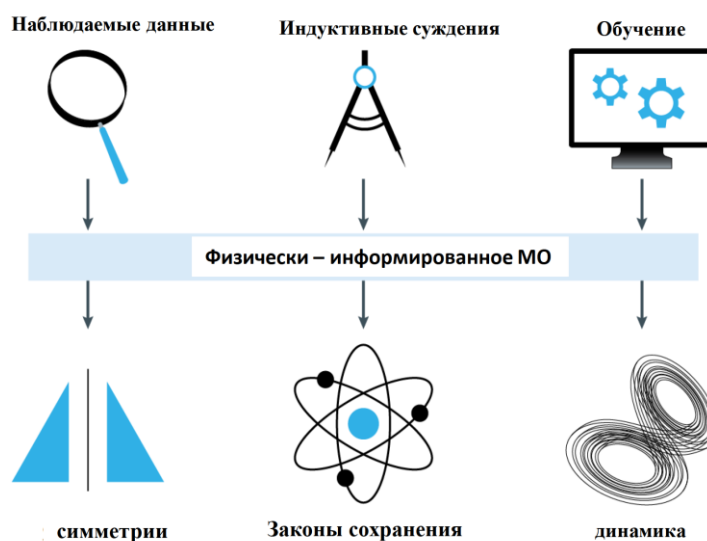 Наблюдаемые данные
Индуктивные суждения
Обучение
Физически – информированное МО
симметрии
Законы сохранения
динамика